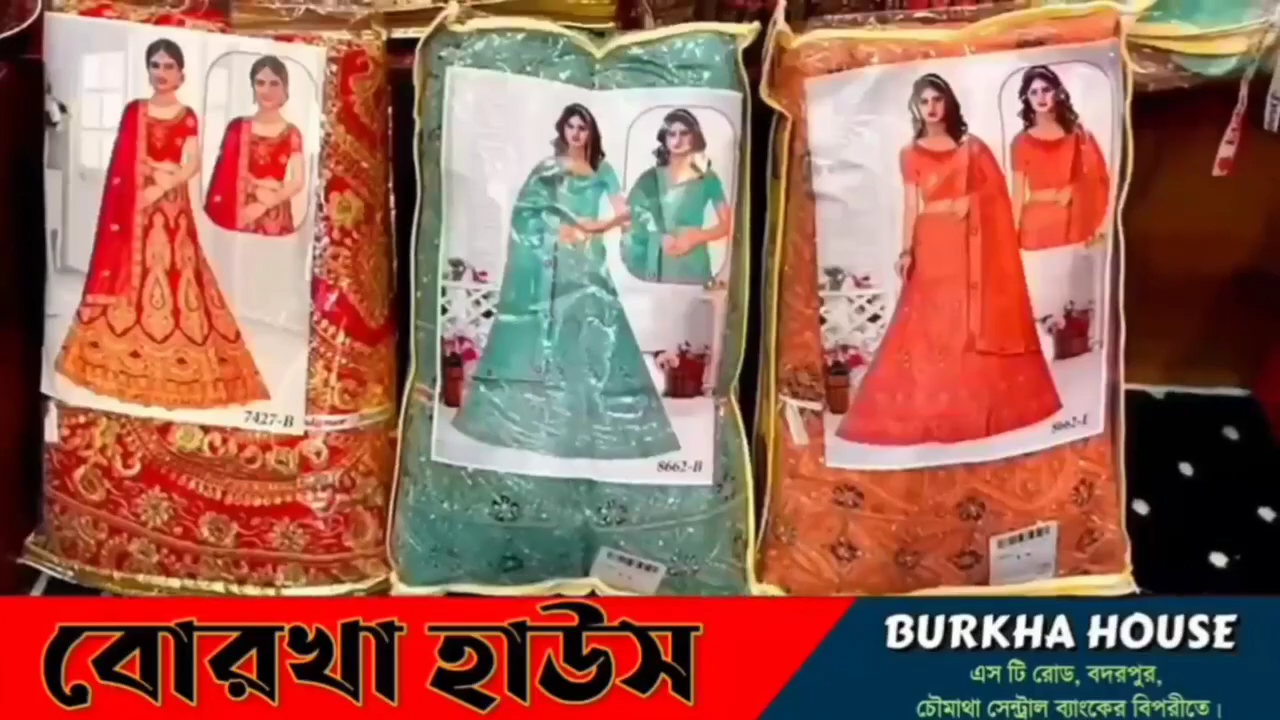 7427-B
8662-B
বোরখা হাউস
BURKHA HOUSE
এস টি রোড, বদরপুর,
চৌমাথা সেন্ট্রাল ব্যাংকের বিপরীতে।